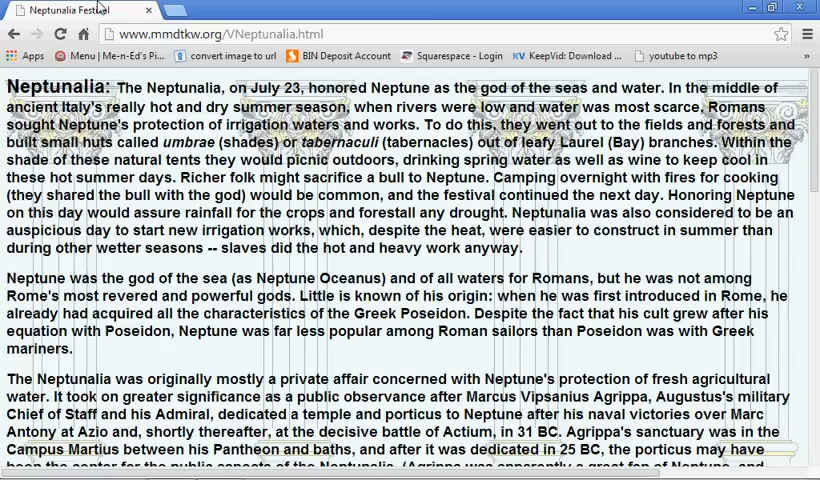 Neptunalia Festival
www.mmdtkw.org/VNeptunalia.html
Apps Menu | Me-n-Ed's Pi... convert image to url BIN Deposit Account Squarespace - Login KV KeepVid: Download ... youtube to mp3 »
Neptunalia: The Neptunalia, on July 23, honored Neptune as the god of the seas and water. In the middle of
ancient Italy's really hot and dry summer season, when rivers were low and water was most scarce, Romans
sought Neptune's protection of irrigation waters and works. To do this, they went out to the fields and forests and
built small huts called umbrae (shades) or tabernaculi (tabernacles) out of leafy Laurel (Bay) branches. Within the
shade of these natural tents they would picnic outdoors, drinking spring water as well as wine to keep cool in
these hot summer days. Richer folk might sacrifice a bull to Neptune. Camping overnight with fires for cooking
(they shared the bull with the god) would be common, and the festival continued the next day. Honoring Neptune
on this day would assure rainfall for the crops and forestall any drought. Neptunalia was also considered to be an
auspicious day to start new irrigation works, which, despite the heat, were easier to construct in summer than
during other wetter seasons -- slaves did the hot and heavy work anyway.
Neptune was the god of the sea (as Neptune Oceanus) and of all waters for Romans, but he was not among
Rome's most revered and powerful gods. Little is known of his origin: when he was first introduced in Rome, he
already had acquired all the characteristics of the Greek Poseidon. Despite the fact that his cult grew after his
equation with Poseidon, Neptune was far less popular among Roman sailors than Poseidon was with Greek
mariners.
The Neptunalia was originally mostly a private affair concerned with Neptune's protection of fresh agricultural
water. It took on greater significance as a public observance after Marcus Vipsanius Agrippa, Augustus's military
Chief of Staff and his Admiral, dedicated a temple and porticus to Neptune after his naval victories over Marc
Antony at Azio and, shortly thereafter, at the decisive battle of Actium, in 31 BC. Agrippa's sanctuary was in the
Campus Martius between his Pantheon and baths, and after it was dedicated in 25 BC, the porticus may have
been the center for the public aspects of the Neptunalia. (Agrippa was apparently a great fan of Neptune, and